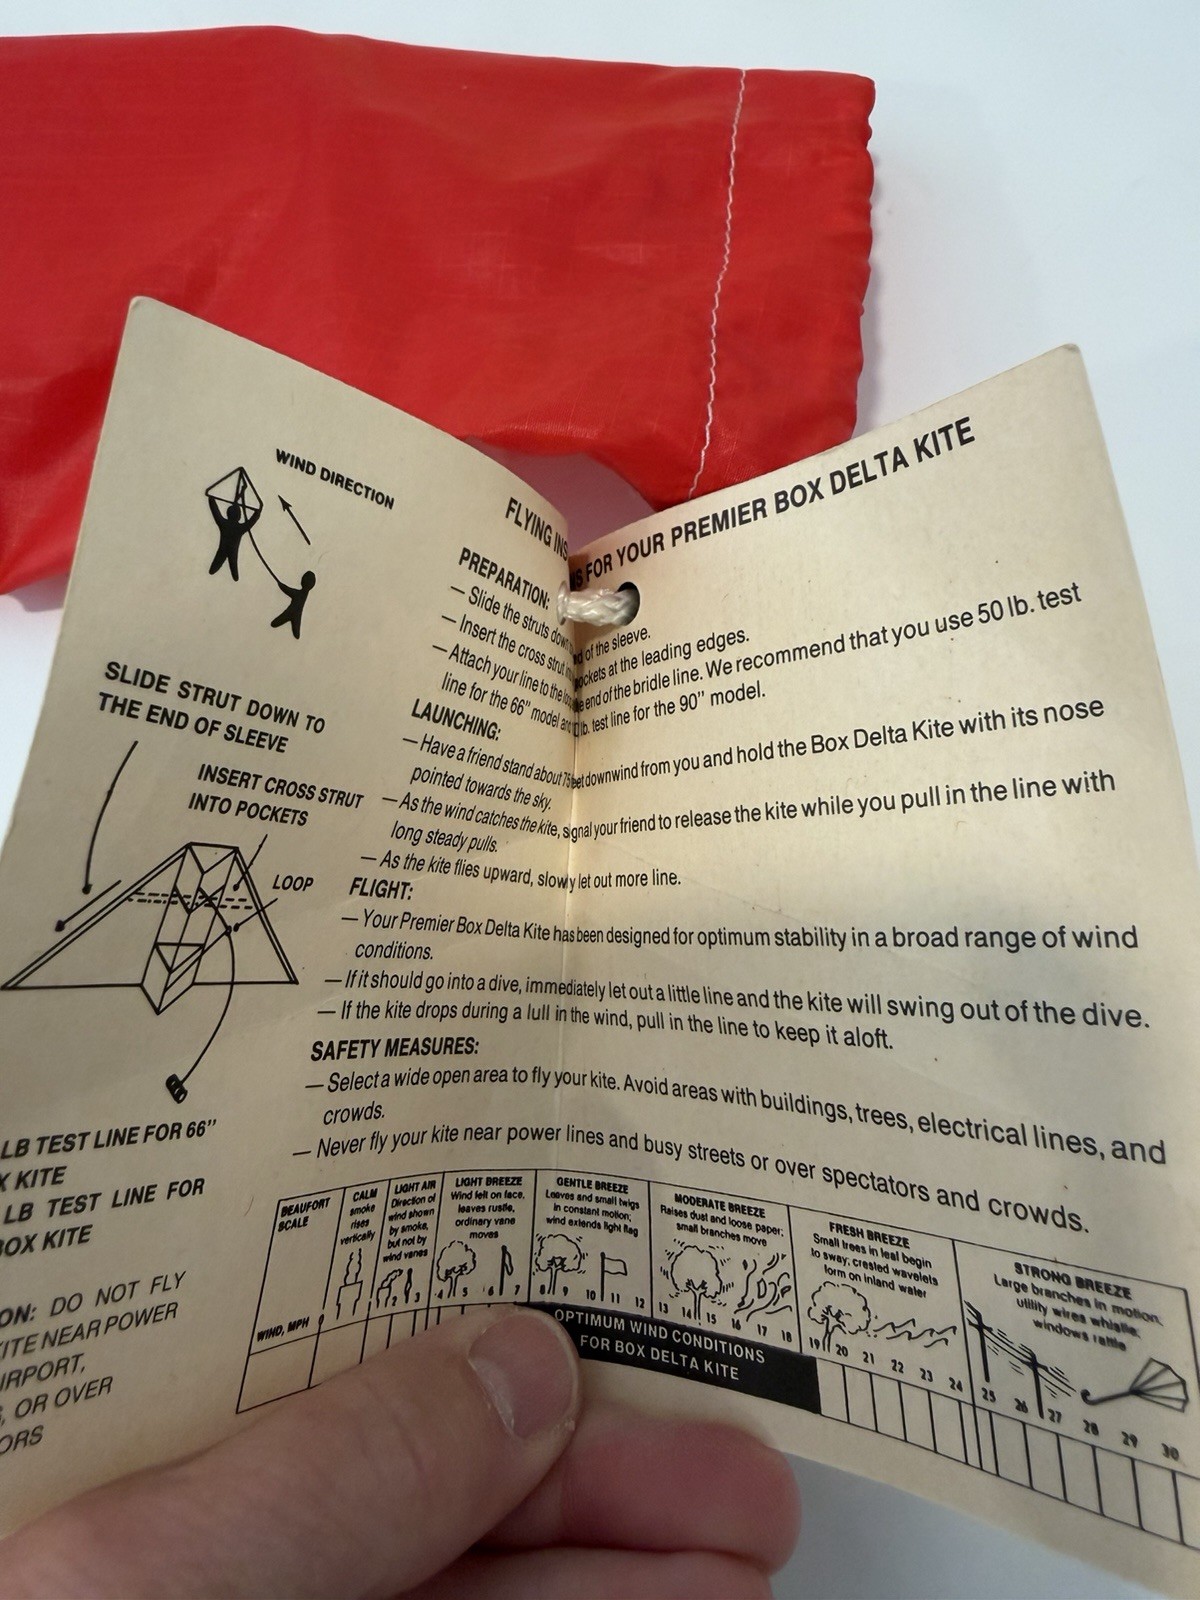 WIND DIRECTION
SLIDE STRUT DOWN TO
THE END OF SLEEVE
INSERT CROSS STRUT
INTO POCKETS
LOOP
LB TEST LINE FOR 66”
KITE
LB TEST LINE FOR
BOX KITE
DO NOT FLY
KITE NEAR POWER
OR OVER
FLYING INS
FOR YOUR PREMIER BOX DELTA KITE
PREPARATION:
— Slide the struts down
of the sleeve.
— Insert the cross strut
pockets at the leading edges.
— Attach your line to the
end of the bridle line. We recommend that you use 50 lb. test
line for the 66” model and
lb. test line for the 90” model.
LAUNCHING:
— Have a friend stand about 75 feet downwind from you and hold the Box Delta Kite with its nose
pointed towards the sky.
— As the wind catches the kite, signal your friend to release the kite while you pull in the line with
long steady pulls.
— As the kite flies upward, slowly let out more line.
FLIGHT:
— Your Premier Box Delta Kite has been designed for optimum stability in a broad range of wind
conditions.
— If it should go into a dive, immediately let out a little line and the kite will swing out of the dive.
— If the kite drops during a lull in the wind, pull in the line to keep it aloft.
SAFETY MEASURES:
— Select a wide open area to fly your kite. Avoid areas with buildings, trees, electrical lines, and
crowds.
— Never fly your kite near power lines and busy streets or over spectators and crowds.
BEAUFORT
SCALE
CALM
smoke
rises
vertically
LIGHT AIR
Direction of
wind shown
by smoke,
but not by
wind vanes
LIGHT BREEZE
Wind felt on face,
leaves rustle,
ordinary vane
moves
GENTLE BREEZE
Leaves and small twigs
in constant motion;
wind extends light flag
MODERATE BREEZE
Raises dust and loose paper;
small branches move
FRESH BREEZE
Small trees in leaf begin
to sway; crested wavelets
form on inland water
STRONG BREEZE
Large branches in motion,
utility wires whistle;
windows rattle
WIND, MPH 0 1 2 3 4 5 6 7 8 9 10 11 12 13 14 15 16 17 18 19 20 21 22 23 24 25 26 27 28 29 30
OPTIMUM WIND CONDITIONS
FOR BOX DELTA KITE